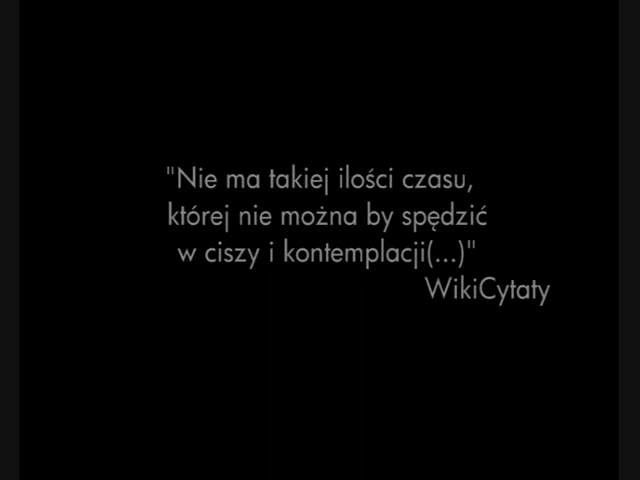 "Nie ma takiej ilości czasu,
której nie można by spędzić
w ciszy i kontemplacji(...)"
WikiCytaty